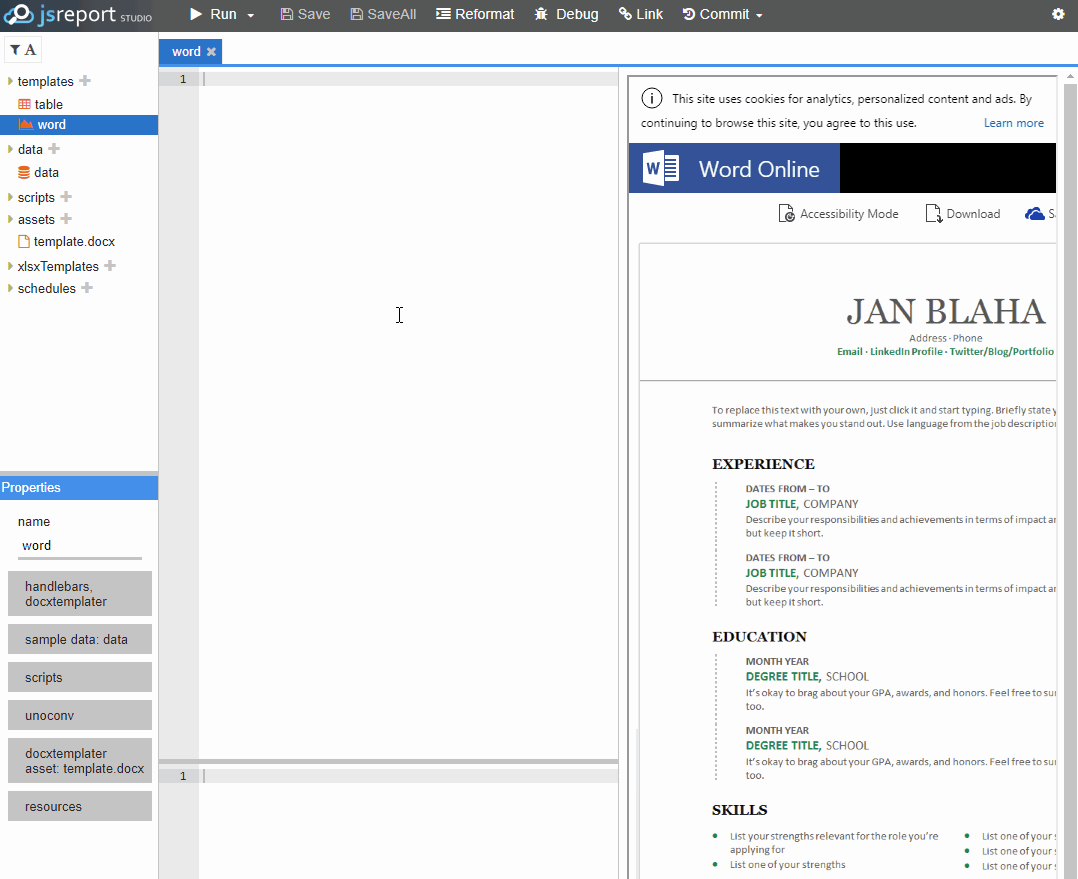 jsreport STUDIO
Run Save SaveAll Reformat Debug Link Commit
A
word
templates
table
word
data
data
scripts
assets
template.docx
xlsxTemplates
schedules
Properties
name
word
handlebars,
docxtemplater
sample data: data
scripts
unoconv
docxtemplater
asset: template.docx
resources
1
1
This site uses cookies for analytics, personalized content and ads. By
continuing to browse this site, you agree to this use. Learn more
W Word Online
Accessibility Mode Download
JAN BLAHA
Address · Phone
Email · LinkedIn Profile · Twitter/Blog/Portfolio
To replace this text with your own, just click it and start typing. Briefly state
summarize what makes you stand out. Use language from the job
EXPERIENCE
DATES FROM – TO
JOB TITLE, COMPANY
Describe your responsibilities and achievements in terms of impact
but keep it short.
DATES FROM – TO
JOB TITLE, COMPANY
Describe your responsibilities and achievements in terms of impact
but keep it short.
EDUCATION
MONTH YEAR
DEGREE TITLE, SCHOOL
It's okay to brag about your GPA, awards, and honors. Feel free to
too.
MONTH YEAR
DEGREE TITLE, SCHOOL
It's okay to brag about your GPA, awards, and honors. Feel free to
too.
SKILLS
List your strengths relevant for the role you're
applying for
List one of your strengths
List one of your
List one of your
List one of your